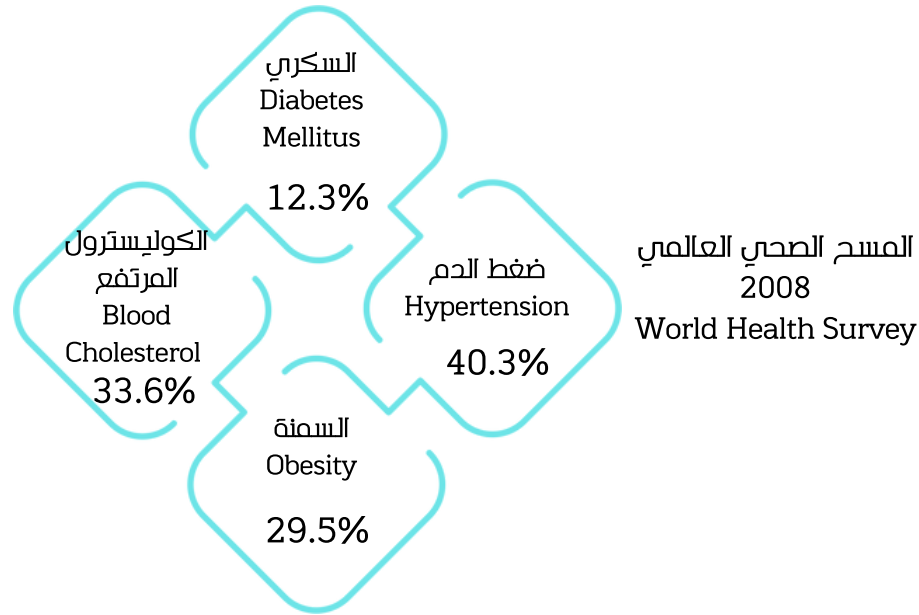 السكري
Diabetes
Mellitus
12.3%
الكوليسترول
المرتفع
Blood
Cholesterol
33.6%
ضغط الدم
Hypertension
40.3%
السمنة
Obesity
29.5%
المسح الصحي العالمي
2008
World Health Survey